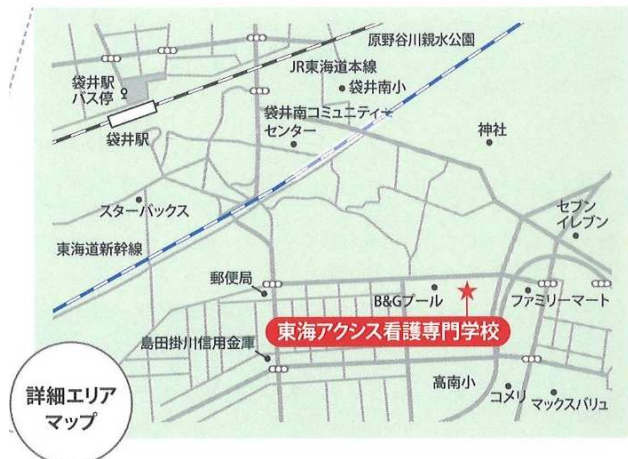 原野谷川親水公園
JR東海道本線
袋井駅
バス停
袋井南小
袋井南コミュニティ
センター
袋井駅
神社
スターバックス
セブン
イレブン
東海道新幹線
郵便局
B&Gプール
ファミリーマート
東海アクシス看護専門学校
島田掛川信用金庫
高南小
コメリ
マックスバリュ
詳細エリア
マップ